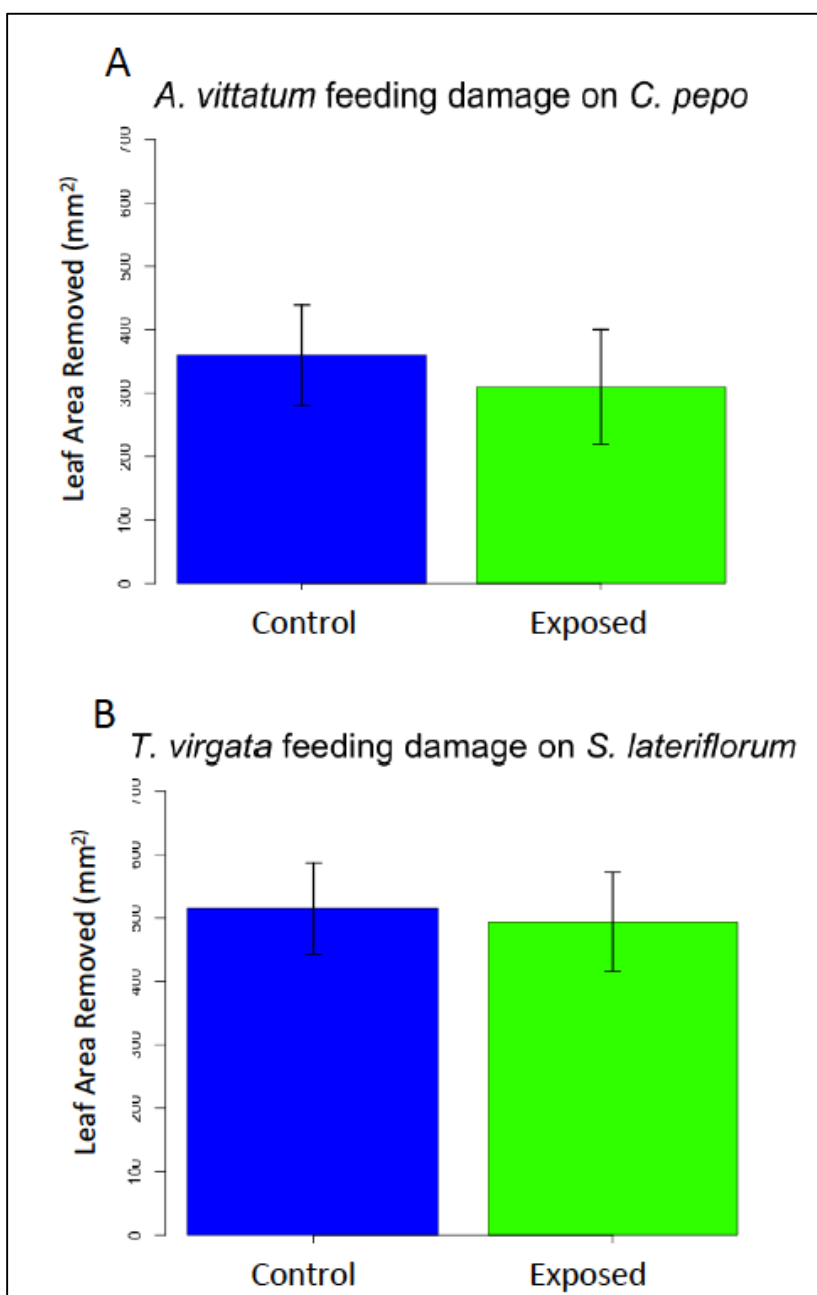 A
A. vittatum feeding damage on C. pepo
Leaf Area Removed (mm²)
700
600
500
400
300
200
100
0
Control Exposed
B
T. virgata feeding damage on S. lateriflorum
Leaf Area Removed (mm²)
700
600
500
400
300
200
100
0
Control Exposed